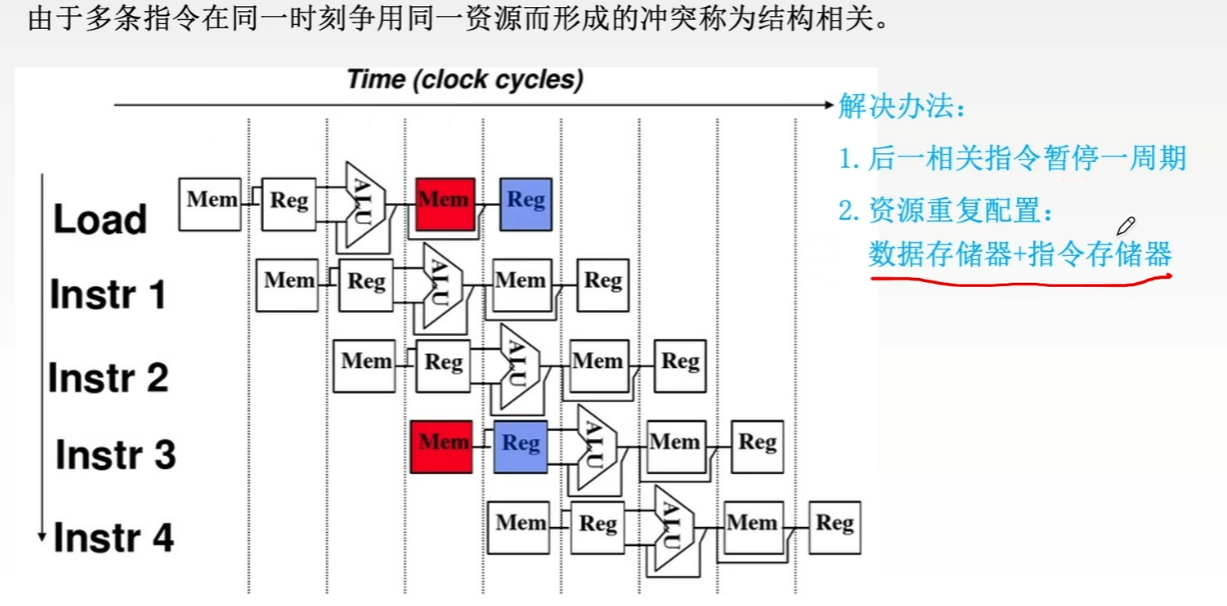 由于多条指令在同一时刻争用同一资源而形成的冲突称为结构相关。
Time (clock cycles)
解决办法：
1. 后一相关指令暂停一周期
2. 资源重复配置：
数据存储器+指令存储器
Load Mem Reg ALU Mem Reg
Instr 1 Mem Reg ALU Mem Reg
Instr 2 Mem Reg ALU Mem Reg
Instr 3 Mem Reg ALU Mem Reg
Instr 4 Mem Reg ALU Mem Reg